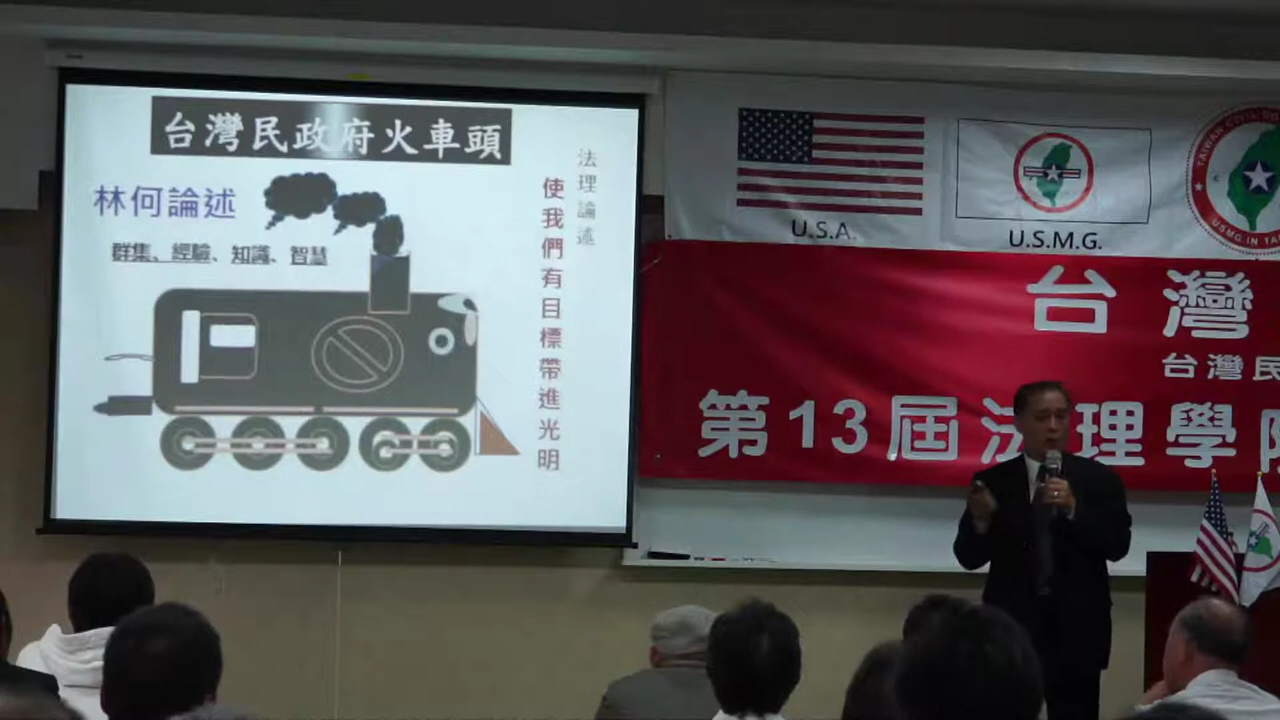 台灣民政府火車頭
林何論述
群集、經驗、知識、智慧
法理論述
使我們有目標帶進光明
U.S.A.
U.S.M.G.
台灣
台灣民
第13屆法理學院